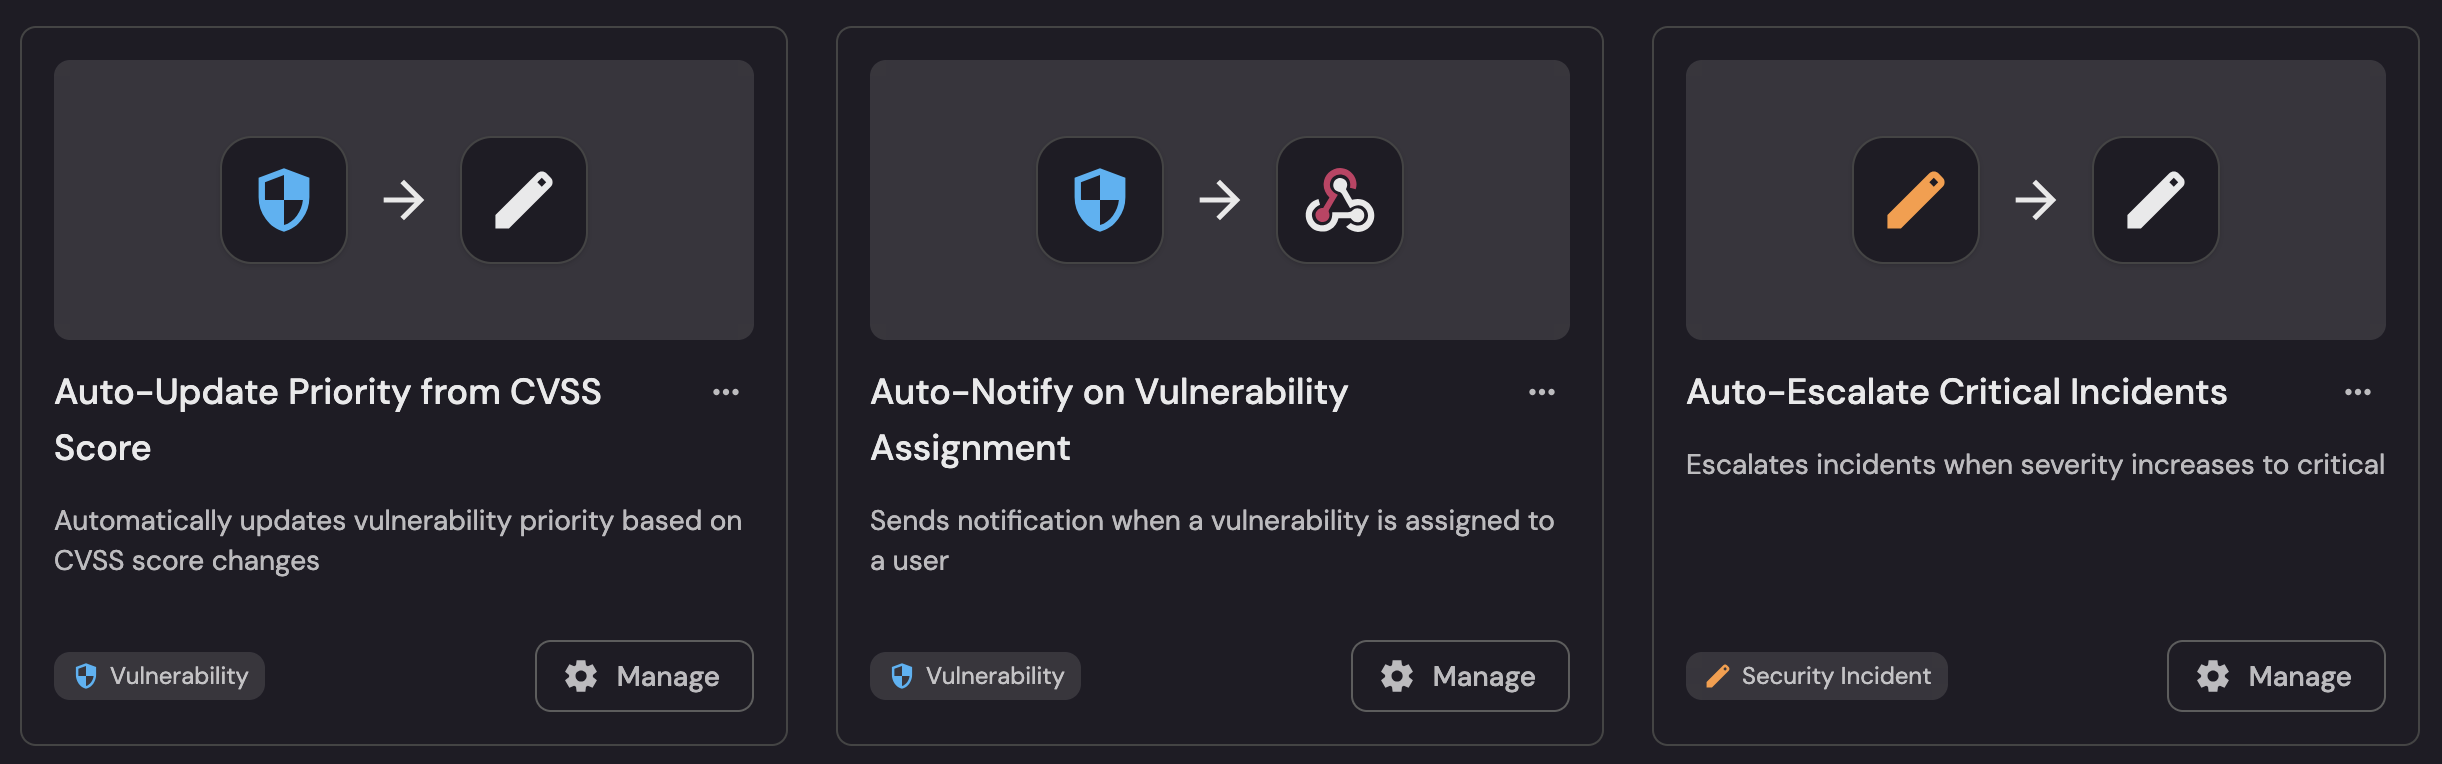 Auto-Update Priority from CVSS
Score
Automatically updates vulnerability priority based on
CVSS score changes
Vulnerability
Manage
Auto-Notify on Vulnerability
Assignment
Sends notification when a vulnerability is assigned to
a user
Vulnerability
Manage
Auto-Escalate Critical Incidents
Escalates incidents when severity increases to critical
Security Incident
Manage